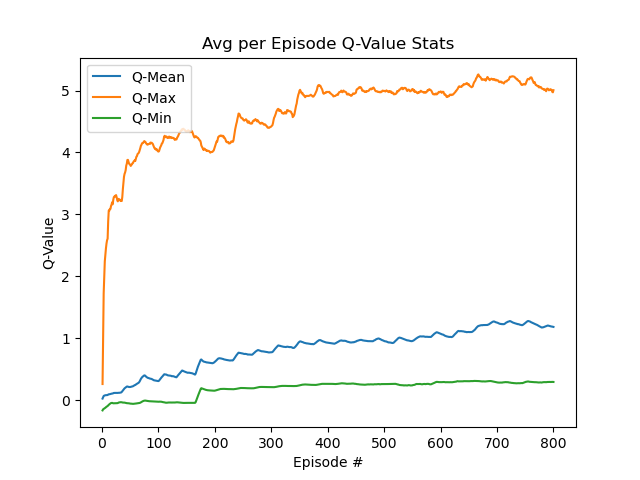 Avg per Episode Q-Value Stats
Q-Mean
Q-Max
Q-Min
Q-Value
5
4
3
2
1
0
0 100 200 300 400 500 600 700 800
Episode #